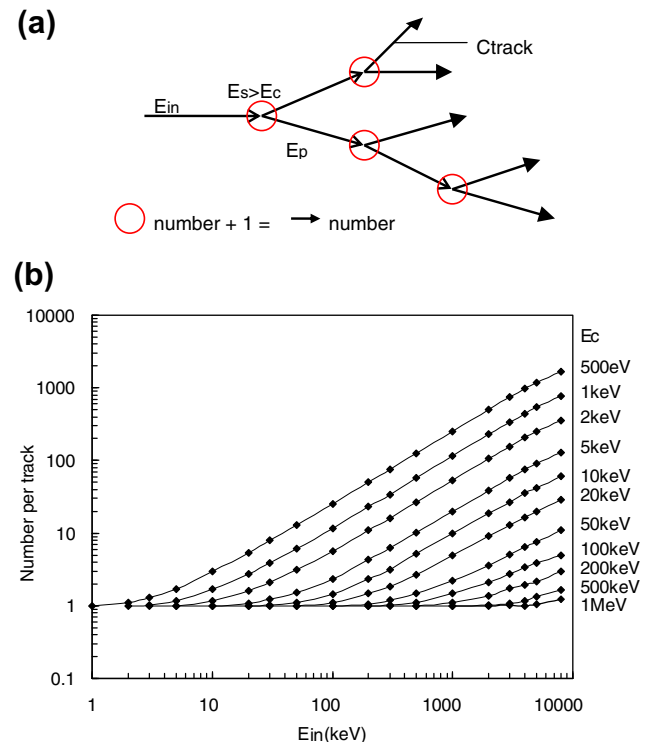 (a)
Ctrack
Es>Ec
Ein
Ep
number + 1 = number
(b)
10000
1000
100
10
1
0.1
Number per track
1 10 100 1000 10000
Ein(keV)
Ec
500eV
1keV
2keV
5keV
10keV
20keV
50keV
100keV
200keV
500keV
1MeV